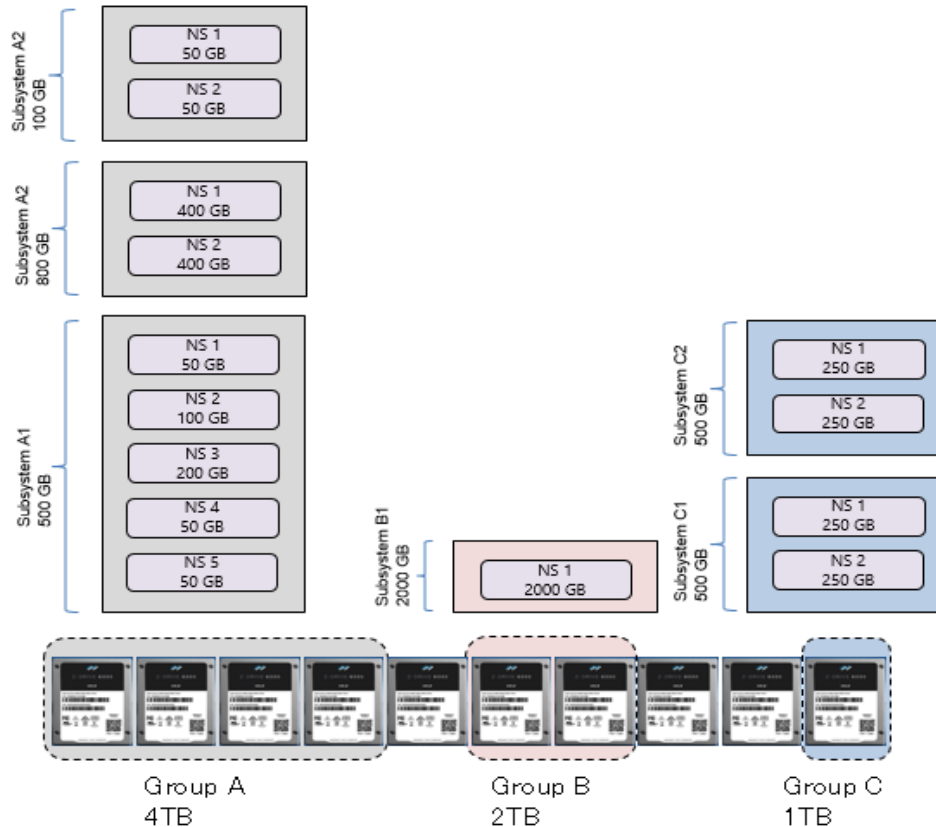 Subsystem A2
100 GB
NS 1
50 GB
NS 2
50 GB
Subsystem A2
800 GB
NS 1
400 GB
NS 2
400 GB
Subsystem A1
500 GB
NS 1
50 GB
NS 2
100 GB
NS 3
200 GB
NS 4
50 GB
NS 5
50 GB
Subsystem B1
2000 GB
NS 1
2000 GB
Subsystem C2
500 GB
NS 1
250 GB
NS 2
250 GB
Subsystem C1
500 GB
NS 1
250 GB
NS 2
250 GB
Group A
4TB
Group B
2TB
Group C
1TB